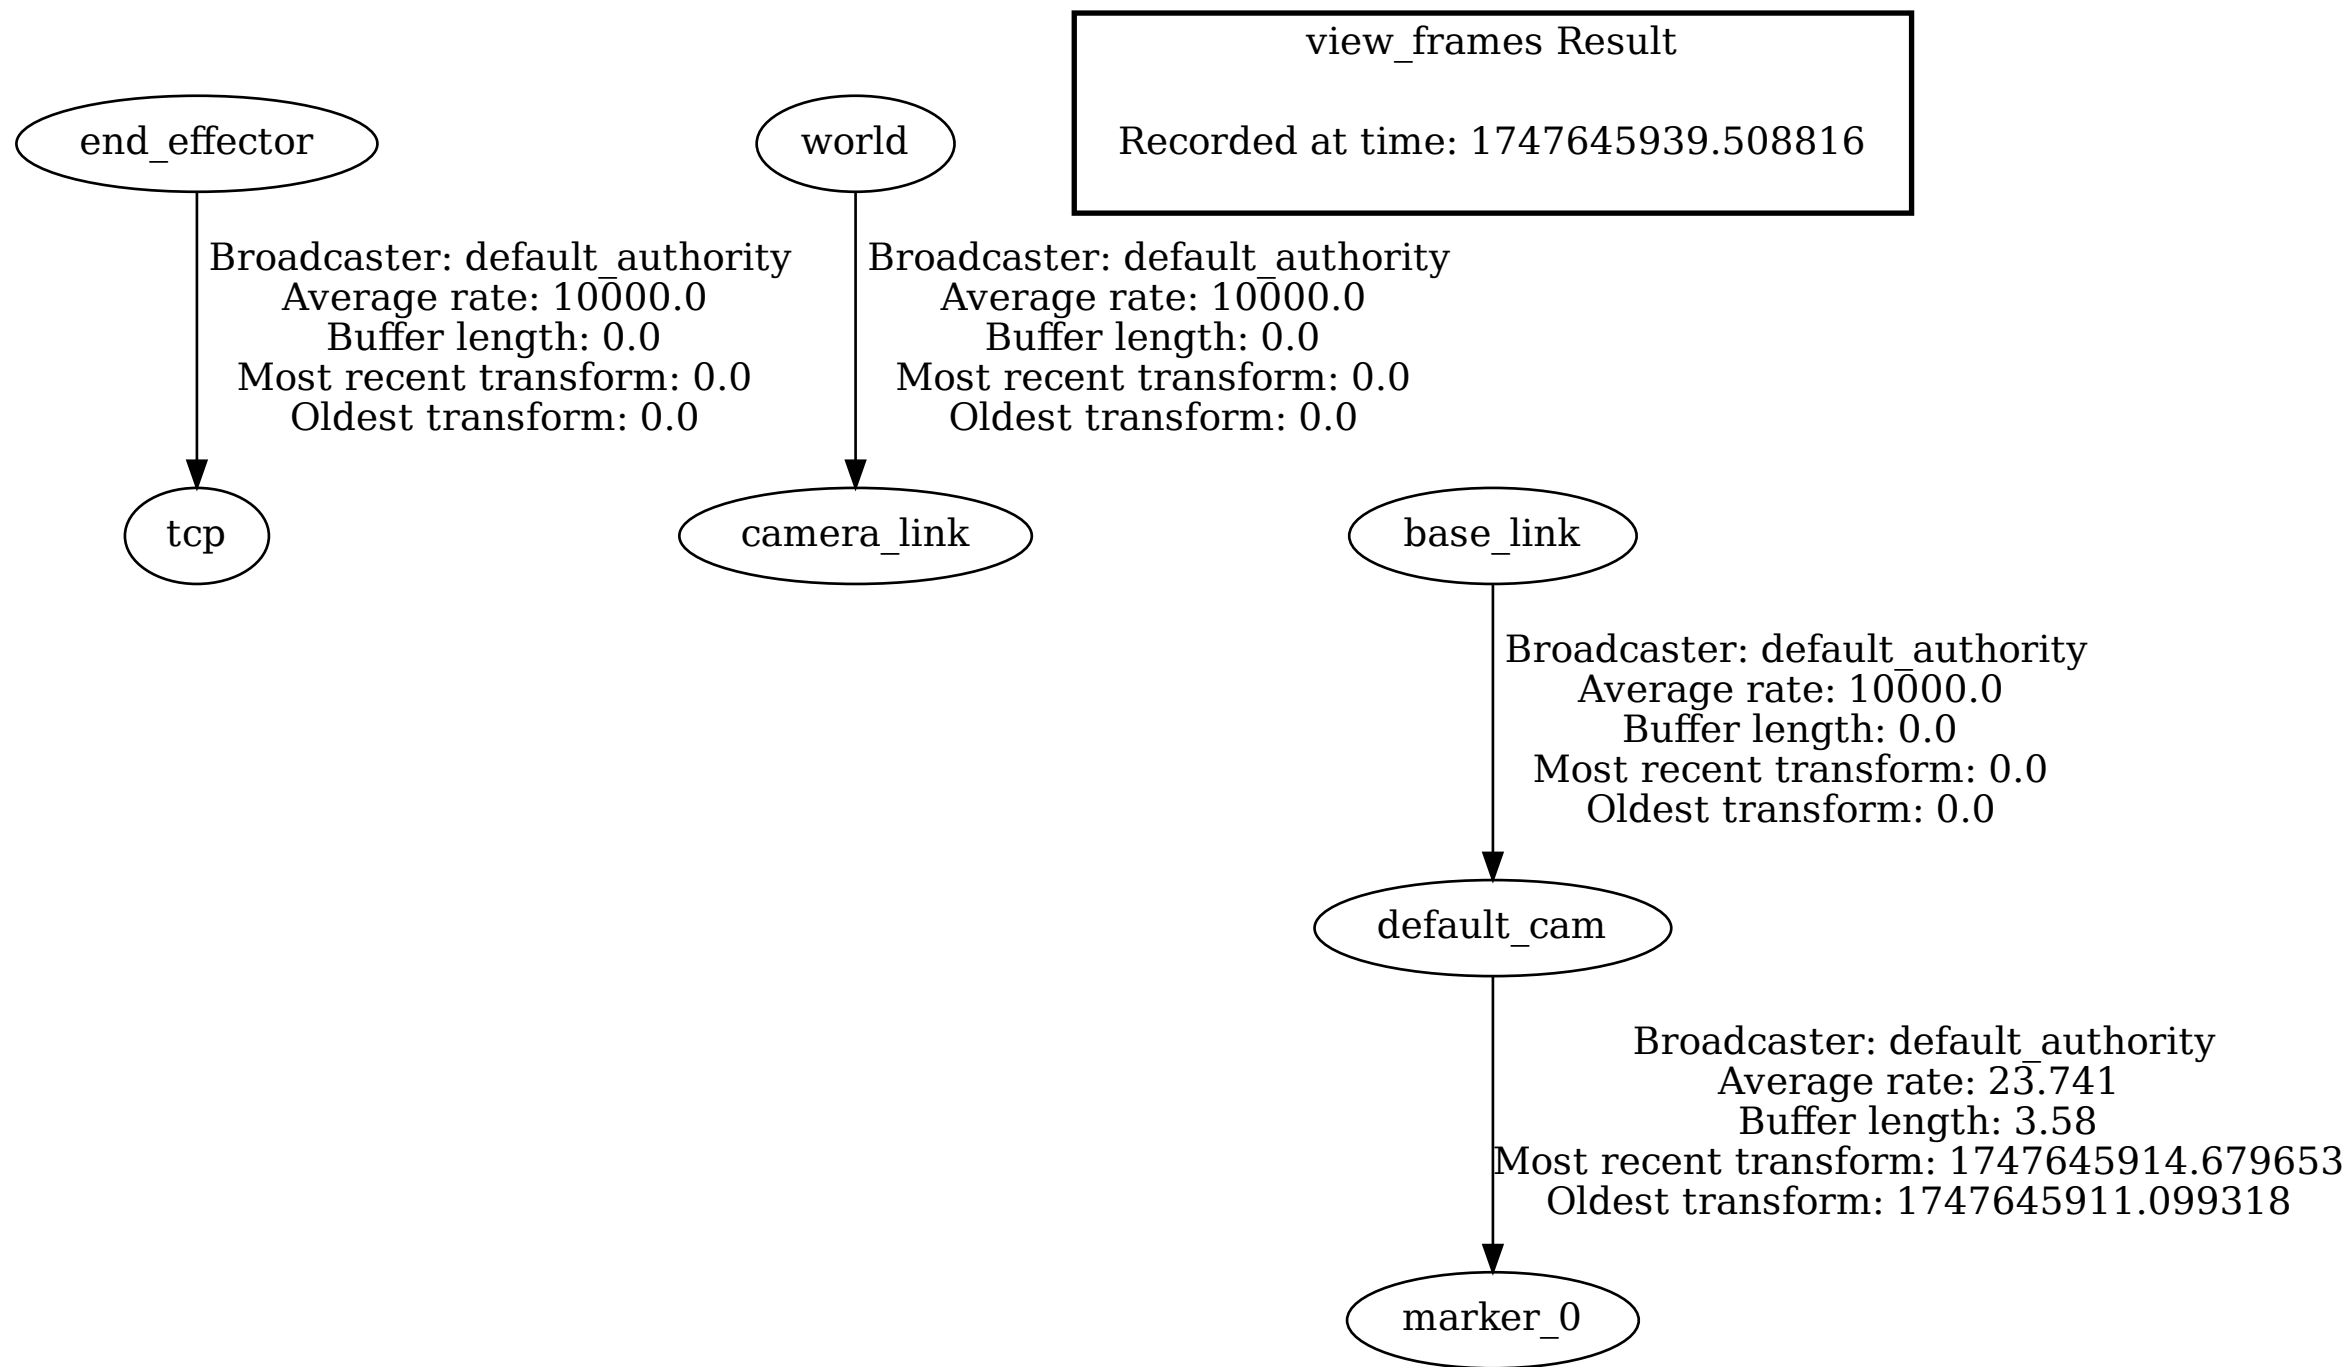 view_frames Result
Recorded at time: 1747645939.508816
end_effector
world
Broadcaster: default_authority
Average rate: 10000.0
Buffer length: 0.0
Most recent transform: 0.0
Oldest transform: 0.0
Broadcaster: default_authority
Average rate: 10000.0
Buffer length: 0.0
Most recent transform: 0.0
Oldest transform: 0.0
tcp
camera_link
base_link
Broadcaster: default_authority
Average rate: 10000.0
Buffer length: 0.0
Most recent transform: 0.0
Oldest transform: 0.0
default_cam
Broadcaster: default_authority
Average rate: 23.741
Buffer length: 3.58
Most recent transform: 1747645914.679653
Oldest transform: 1747645911.099318
marker_0